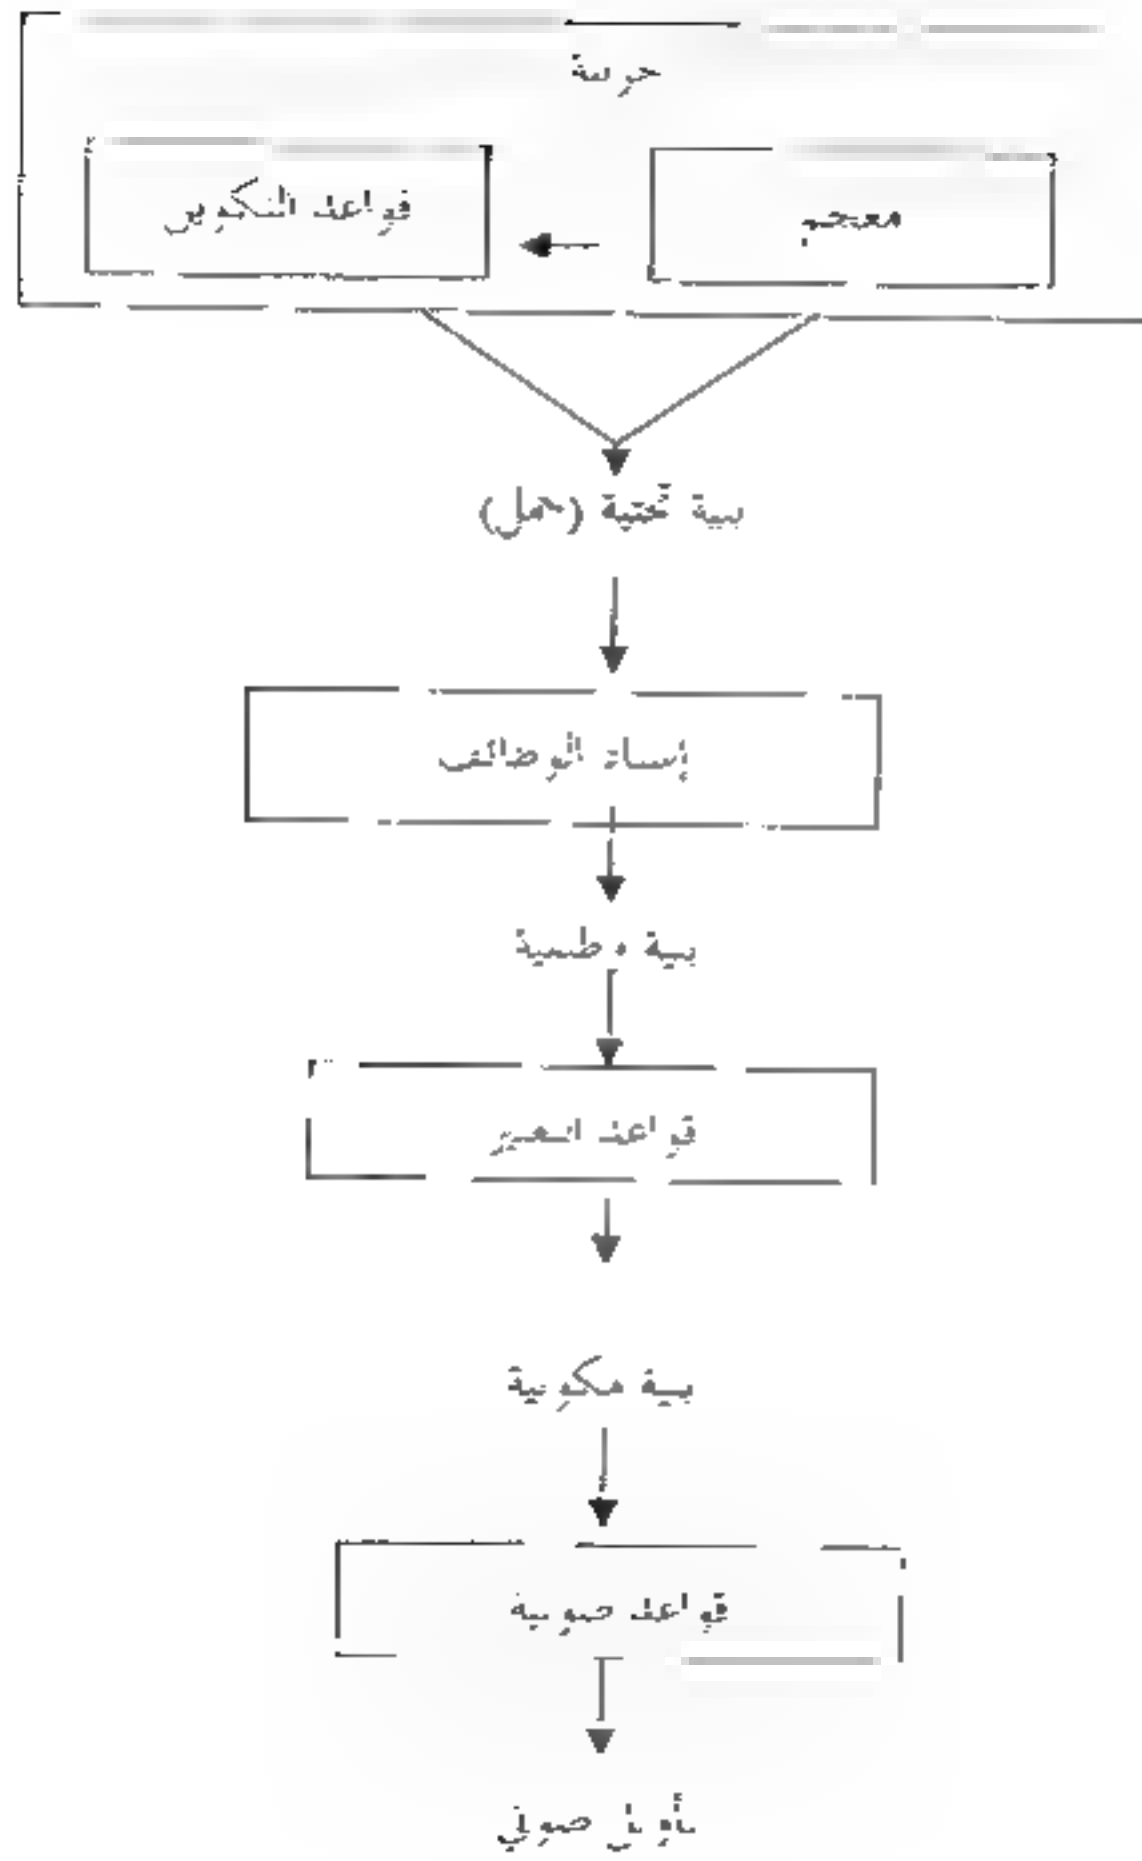 خزينة
معجم
قواعد التكوين
بنية تحتية (حمل)
إسناد الوظائف
بنية وظيفية
قواعد التعبير
بنية مكونية
قواعد صوتية
تأويل صوتي